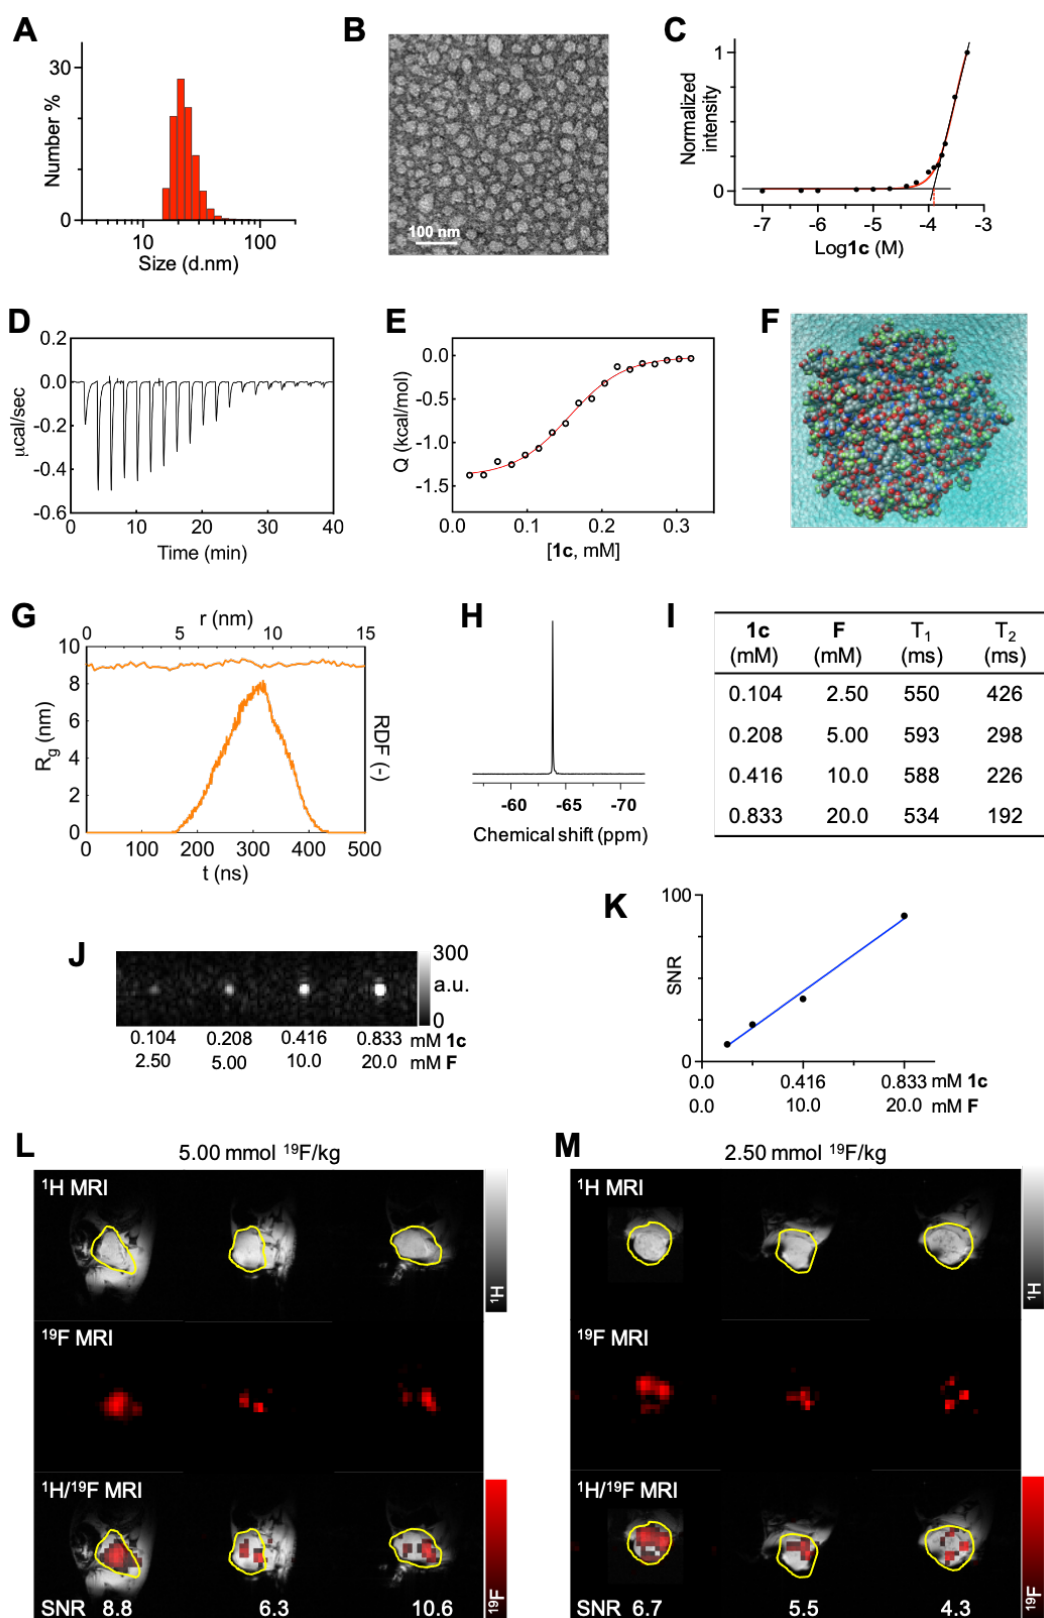 A
30
Number %
0
10
100
Size (d.nm)
B
100 nm
C
1
Normalized
intensity
0
-7
-6
-5
-4
-3
Log1c (M)
D
0.2
0.0
-0.2
-0.4
-0.6
µcal/sec
0
10
20
30
40
Time (min)
E
0.0
-0.5
-1.0
-1.5
Q (kcal/mol)
0.0
0.1
0.2
0.3
[1c, mM]
F
G
r (nm)
0
5
10
15
10
8
6
4
2
0
Rg (nm)
RDF (-)
0
100
200
300
400
500
t (ns)
H
-60
-65
-70
Chemical shift (ppm)
I
1c F T1 T2
(mM) (mM) (ms) (ms)
0.104 2.50 550 426
0.208 5.00 593 298
0.416 10.0 588 226
0.833 20.0 534 192
J
300
a.u.
0
0.104 0.208 0.416 0.833 mM 1c
2.50 5.00 10.0 20.0 mM F
K
100
SNR
0
0.0 0.416 0.833 mM 1c
0.0 10.0 20.0 mM F
L
5.00 mmol 19F/kg
1H MRI
1H
19F MRI
1H/19F MRI
19F
SNR 8.8 6.3 10.6
M
2.50 mmol 19F/kg
1H MRI
1H
19F MRI
1H/19F MRI
19F
SNR 6.7 5.5 4.3